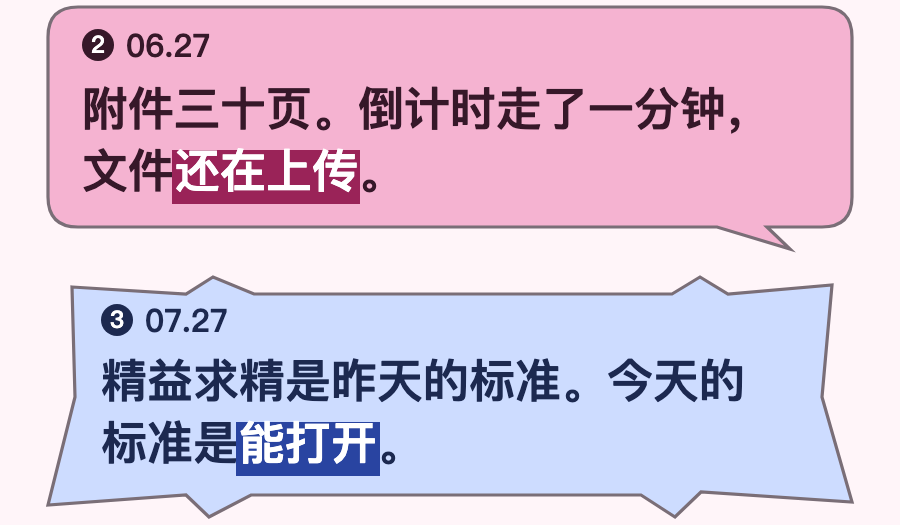 ❷ 06.27
附件三十页。倒计时走了一分钟，
文件还在上传。
❸ 07.27
精益求精是昨天的标准。今天的
标准是能打开。